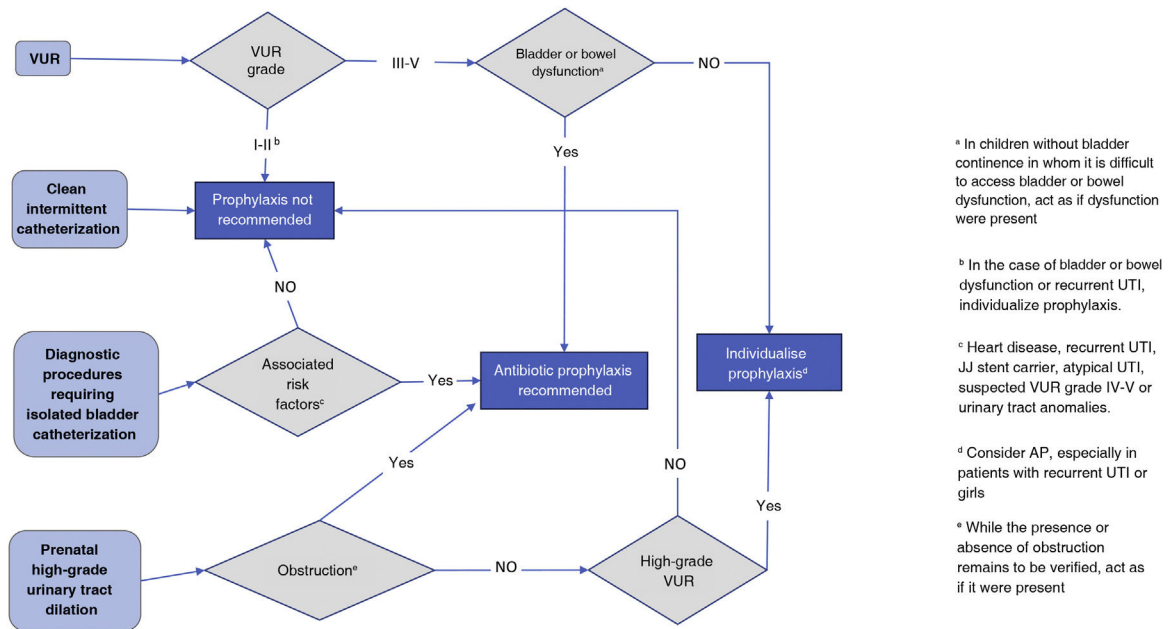 VUR
VUR
grade
III-V
Bladder or bowel
dysfunctionᵃ
NO
I-II ᵇ
Yes
Clean
intermittent
catheterization
Prophylaxis not
recommended
NO
Diagnostic
procedures
requiring
isolated bladder
catheterization
Associated
risk
factorsᶜ
Yes
Antibiotic prophylaxis
recommended
Individualise
prophylaxisᵈ
Yes
NO
Yes
Prenatal
high-grade
urinary tract
dilation
Obstructionᵉ
NO
High-grade
VUR
ᵃ In children without bladder
continence in whom it is difficult
to access bladder or bowel
dysfunction, act as if dysfunction
were present
ᵇ In the case of bladder or bowel
dysfunction or recurrent UTI,
individualize prophylaxis.
ᶜ Heart disease, recurrent UTI,
JJ stent carrier, atypical UTI,
suspected VUR grade IV-V or
urinary tract anomalies.
ᵈ Consider AP, especially in
patients with recurrent UTI or
girls
ᵉ While the presence or
absence of obstruction
remains to be verified, act as
if it were present